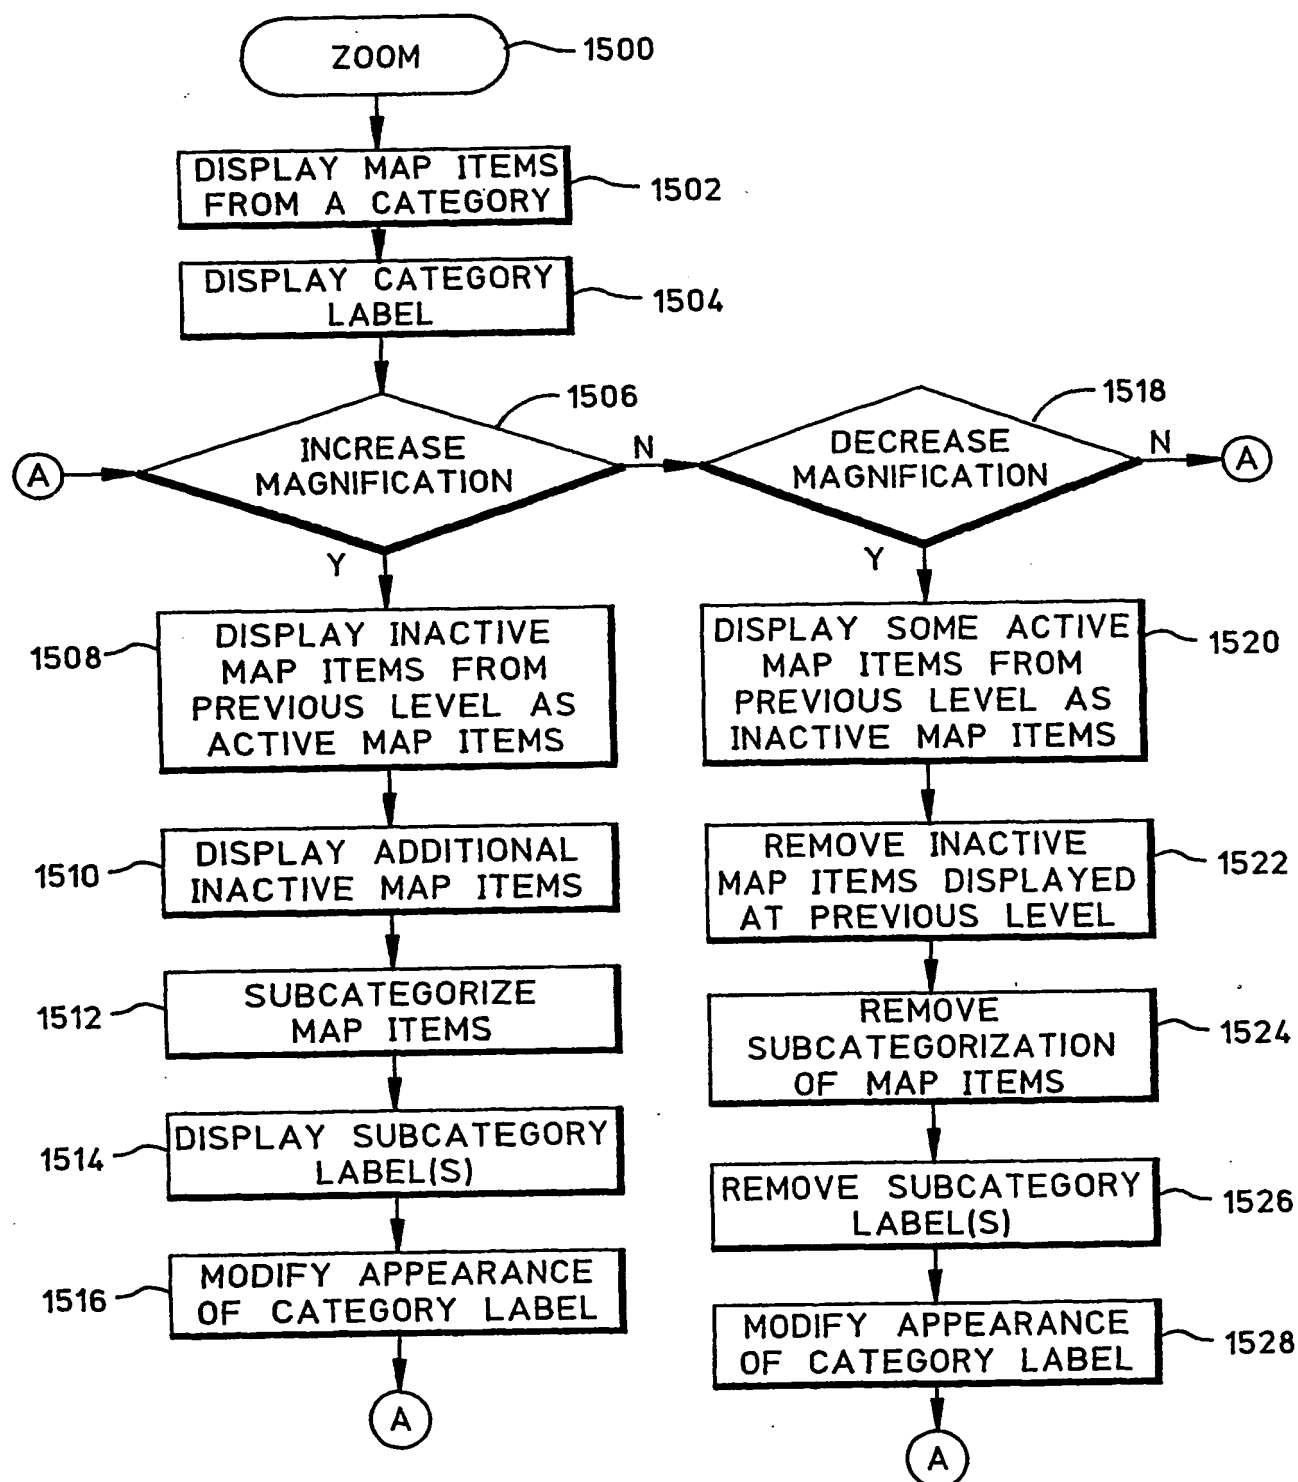 ZOOM
1500
DISPLAY MAP ITEMS
FROM A CATEGORY
1502
DISPLAY CATEGORY
LABEL
1504
A
INCREASE
MAGNIFICATION
1506
N
Y
DECREASE
MAGNIFICATION
1518
N
A
Y
1508
DISPLAY INACTIVE
MAP ITEMS FROM
PREVIOUS LEVEL AS
ACTIVE MAP ITEMS
1510
DISPLAY ADDITIONAL
INACTIVE MAP ITEMS
1512
SUBCATEGORIZE
MAP ITEMS
1514
DISPLAY SUBCATEGORY
LABEL(S)
1516
MODIFY APPEARANCE
OF CATEGORY LABEL
A
DISPLAY SOME ACTIVE
MAP ITEMS FROM
PREVIOUS LEVEL AS
INACTIVE MAP ITEMS
1520
REMOVE INACTIVE
MAP ITEMS DISPLAYED
AT PREVIOUS LEVEL
1522
REMOVE
SUBCATEGORIZATION
OF MAP ITEMS
1524
REMOVE SUBCATEGORY
LABEL(S)
1526
MODIFY APPEARANCE
OF CATEGORY LABEL
1528
A